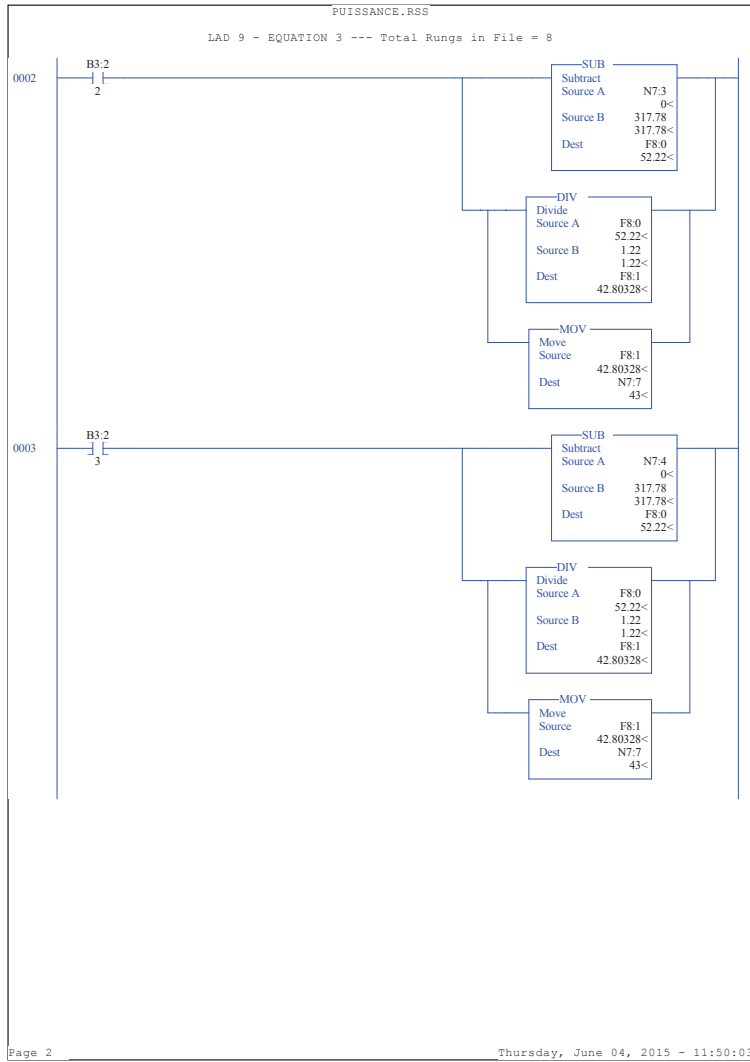 PUISSANCE.RSS
LAD 9 - EQUATION 3 --- Total Rungs in File = 8
0002
B3:2
2
SUB
Subtract
Source A N7:3
0<
Source B 317.78
317.78<
Dest F8:0
52.22<
DIV
Divide
Source A F8:0
52.22<
Source B 1.22
1.22<
Dest F8:1
42.80328<
MOV
Move
Source F8:1
42.80328<
Dest N7:7
43<
0003
B3:2
3
SUB
Subtract
Source A N7:4
0<
Source B 317.78
317.78<
Dest F8:0
52.22<
DIV
Divide
Source A F8:0
52.22<
Source B 1.22
1.22<
Dest F8:1
42.80328<
MOV
Move
Source F8:1
42.80328<
Dest N7:7
43<
Page 2 Thursday, June 04, 2015 - 11:50:03